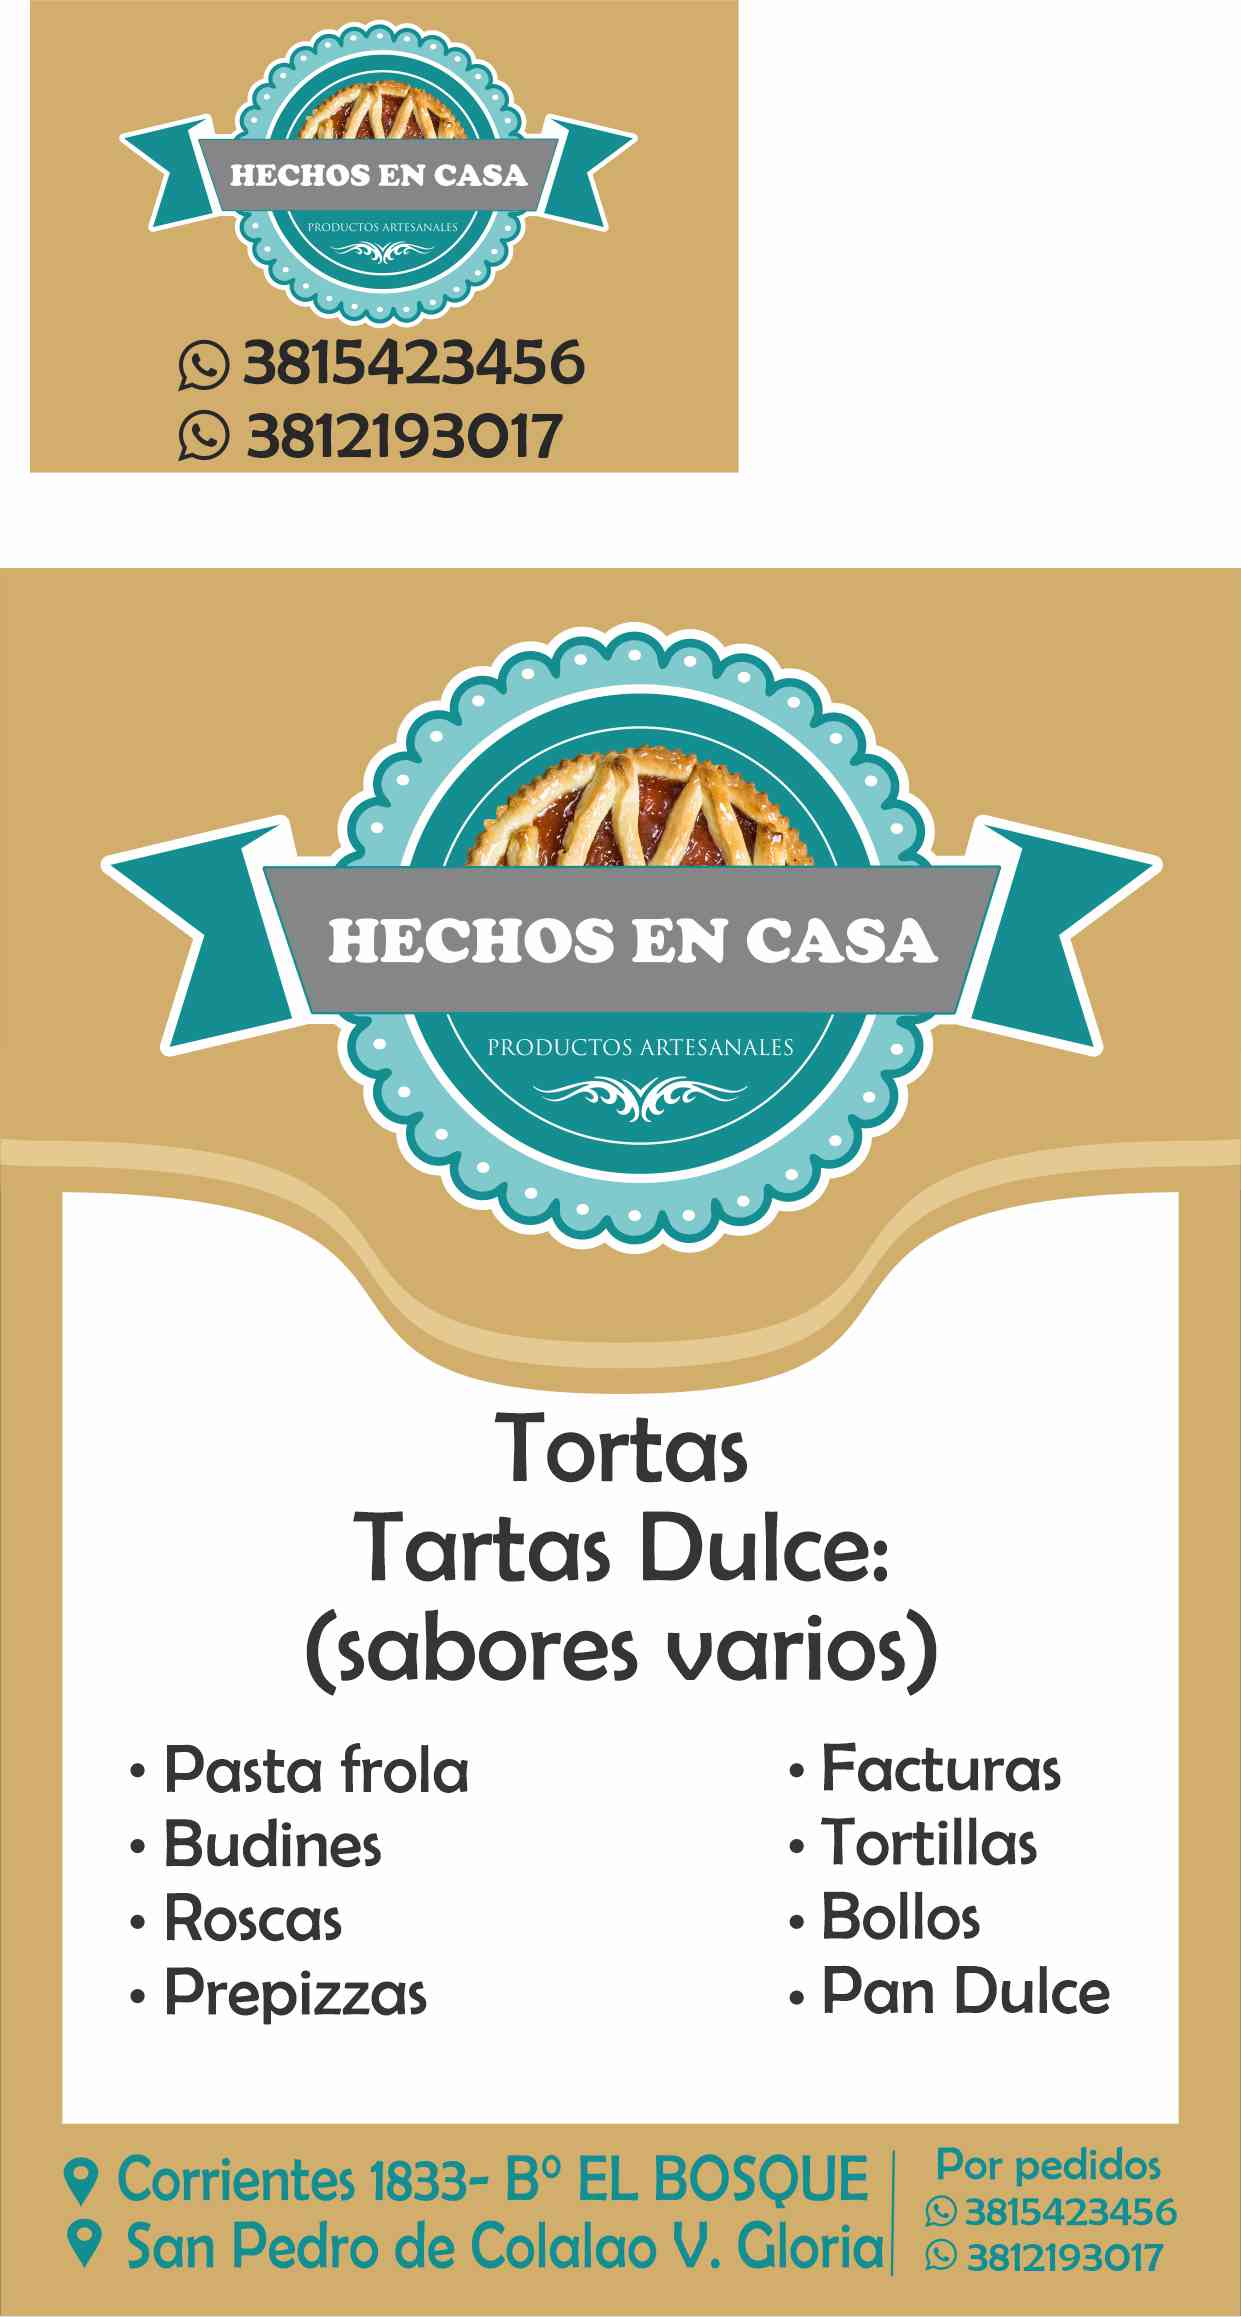 HECHOS EN CASA
PRODUCTOS ARTESANALES
3815423456
3812193017
HECHOS EN CASA
PRODUCTOS ARTESANALES
Tortas
Tartas Dulce:
(sabores varios)
• Pasta frola
• Budines
• Roscas
• Prepizzas
• Facturas
• Tortillas
• Bollos
• Pan Dulce
Corrientes 1833- Bº EL BOSQUE
San Pedro de Colalao V. Gloria
Por pedidos
3815423456
3812193017